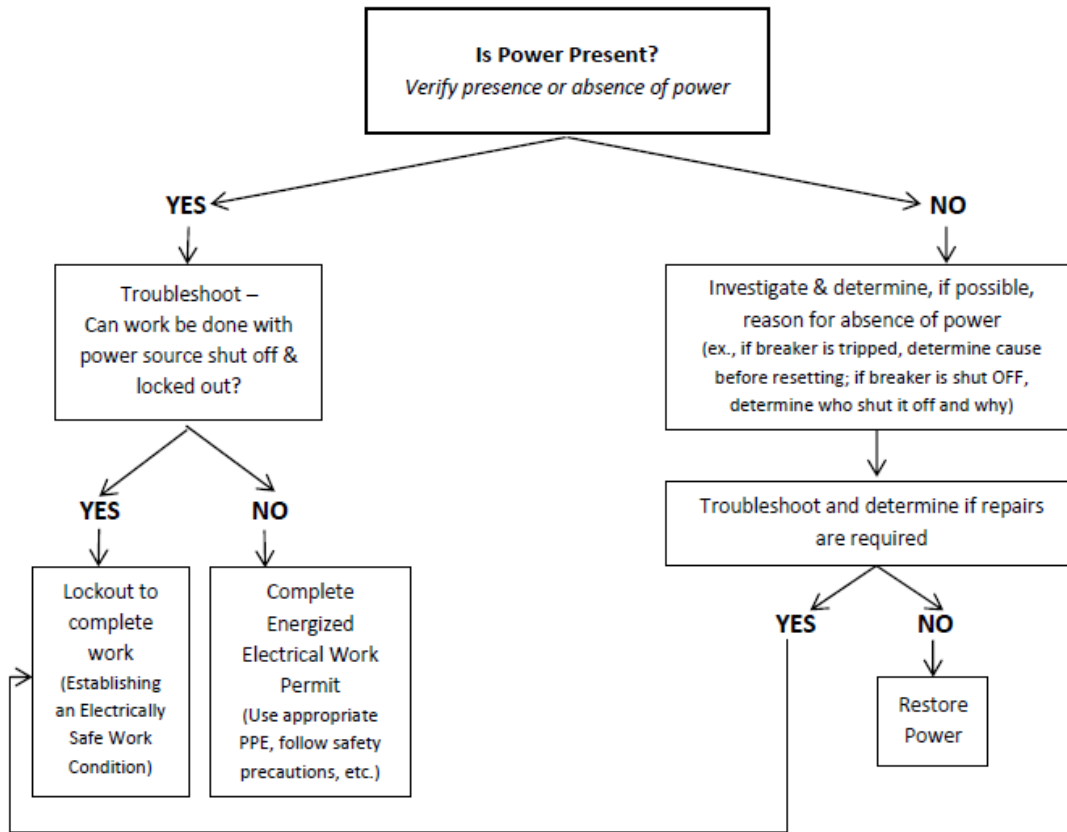 Is Power Present?
Verify presence or absence of power
YES
NO
Troubleshoot –
Can work be done with
power source shut off &
locked out?
Investigate & determine, if possible,
reason for absence of power
(ex., if breaker is tripped, determine cause
before resetting; if breaker is shut OFF,
determine who shut it off and why)
YES
NO
Troubleshoot and determine if repairs
are required
Lockout to
complete
work
(Establishing
an Electrically
Safe Work
Condition)
Complete
Energized
Electrical Work
Permit
(Use appropriate
PPE, follow safety
precautions, etc.)
YES
NO
Restore
Power